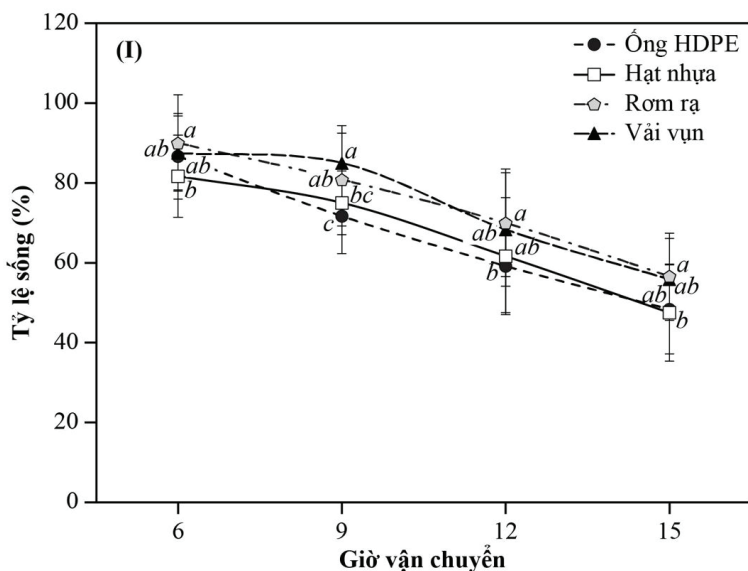 120
(I)
Ống HDPE
Hạt nhựa
Rơm rạ
Vải vụn
100
80
60
40
20
0
a
ab
ab
b
a
ab
bc
c
a
ab
ab
b
a
ab
ab
b
6
9
12
15
Tỷ lệ sống (%)
Giờ vận chuyển